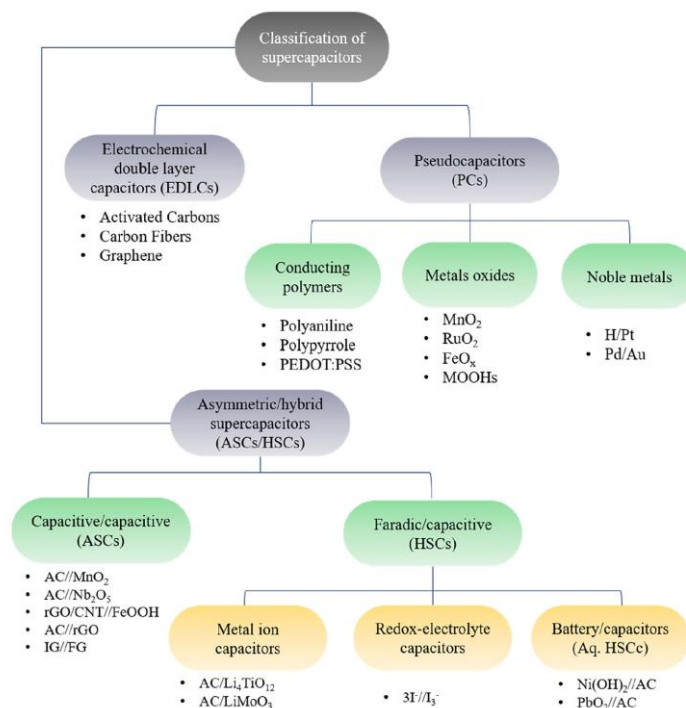 Classification of
supercapacitors
Electrochemical
double layer
capacitors (EDLCs)
• Activated Carbons
• Carbon Fibers
• Graphene
Pseudocapacitors
(PCs)
Conducting
polymers
• Polyaniline
• Polypyrrole
• PEDOT:PSS
Metals oxides
• MnO₂
• RuO₂
• FeOₓ
• MOOHs
Noble metals
• H/Pt
• Pd/Au
Asymmetric/hybrid
supercapacitors
(ASCs/HSCs)
Capacitive/capacitive
(ASCs)
• AC//MnO₂
• AC//Nb₂O₅
• rGO/CNT//FeOOH
• AC//rGO
• IG//FG
Faradic/capacitive
(HSCs)
Metal ion
capacitors
• AC/Li₄TiO₁₂
• AC/LiMoO₃
Redox-electrolyte
capacitors
• 3I⁻//I₃⁻
Battery/capacitors
(Aq. HSCc)
• Ni(OH)₂//AC
• PbO₂//AC